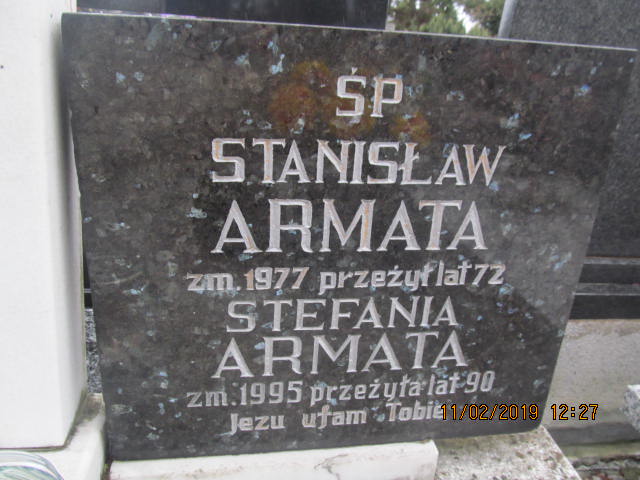 ŚP
STANISŁAW
ARMATA
zm. 1977 przeżył lat 72
STEFANIA
ARMATA
zm. 1995 przeżyła lat 90
Jezu ufam Tobie
11/02/2019 12:27